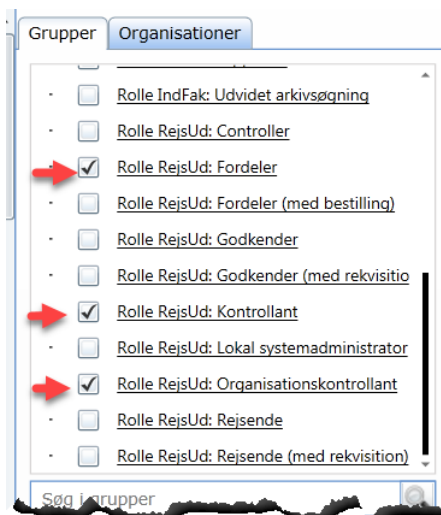 Grupper Organisationer
Rolle IndFak: Udvidet arkivsøgning
Rolle RejsUd: Controller
Rolle RejsUd: Fordeler
Rolle RejsUd: Fordeler (med bestilling)
Rolle RejsUd: Godkender
Rolle RejsUd: Godkender (med rekvisitio
Rolle RejsUd: Kontrollant
Rolle RejsUd: Lokal systemadministrator
Rolle RejsUd: Organisationskontrollant
Rolle RejsUd: Rejsende
Rolle RejsUd: Rejsende (med rekvisition)
Søg i grupper